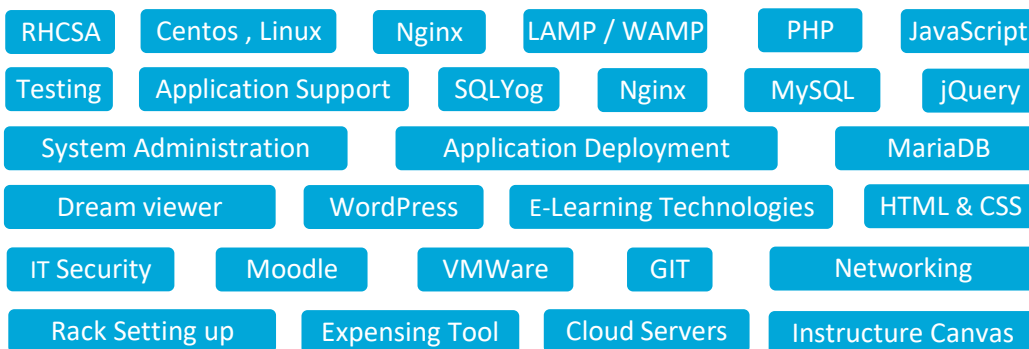 RHCSA Centos , Linux Nginx LAMP / WAMP PHP JavaScript
Testing Application Support SQLYog Nginx MySQL jQuery
System Administration Application Deployment MariaDB
Dream viewer WordPress E-Learning Technologies HTML & CSS
IT Security Moodle VMWare GIT Networking
Rack Setting up Expensing Tool Cloud Servers Instructure Canvas